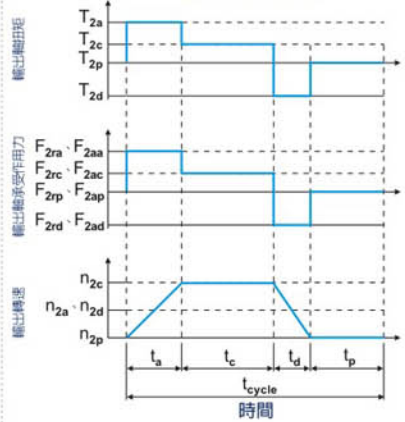 輸出軸扭矩
T2a
T2c
T2p
T2d
輸出軸承受作用力
F2ra、F2aa
F2rc、F2ac
F2rp、F2ap
F2rd、F2ad
輸出轉速
n2c
n2a、n2d
n2p
ta
tc
td
tp
tcycle
時間